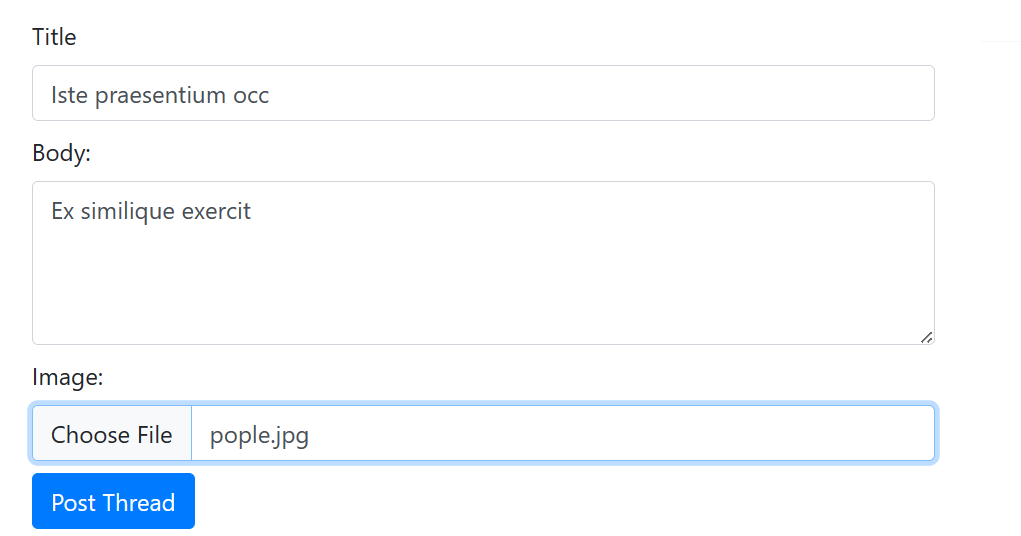 Title
Iste praesentium occ
Body:
Ex similique exercit
Image:
Choose File pople.jpg
Post Thread